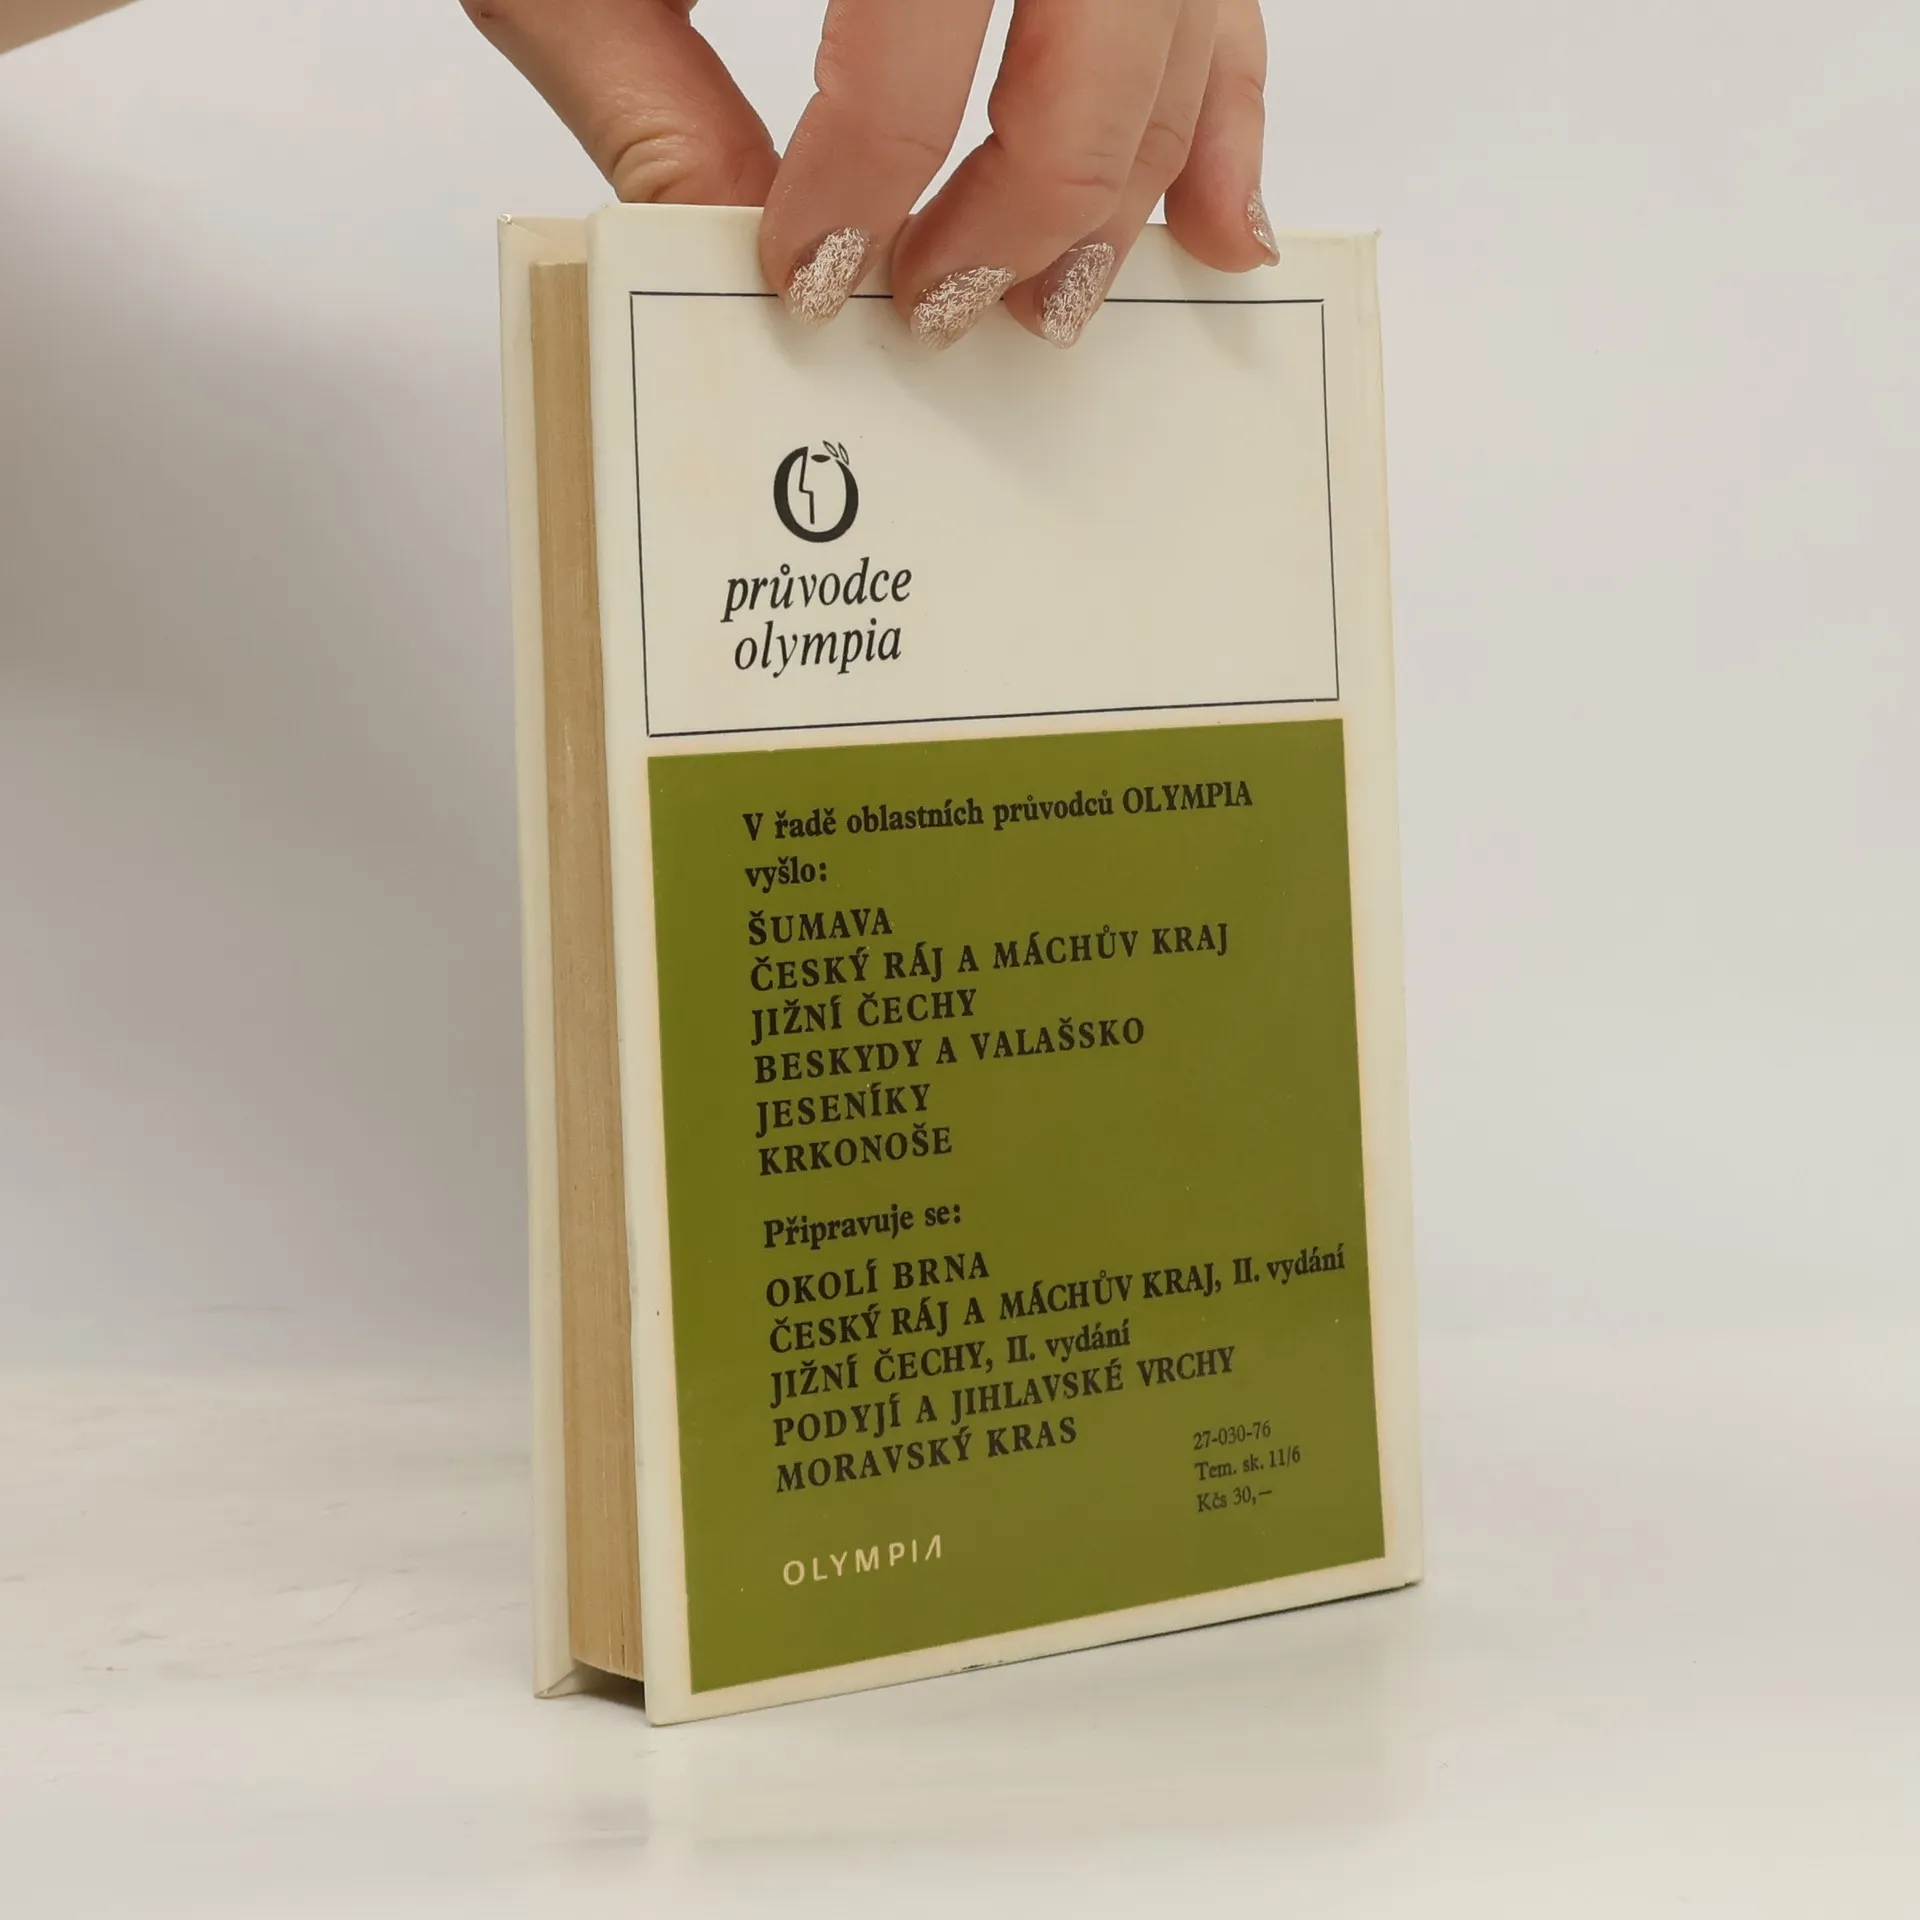 průvodce
olympia
V řadě oblastních průvodců OLYMPIA
vyšlo:
ŠUMAVA
ČESKÝ RÁJ A MÁCHŮV KRAJ
JIŽNÍ ČECHY
BESKYDY A VALAŠSKO
JESENÍKY
KRKONOŠE
Připravuje se:
OKOLÍ BRNA
ČESKÝ RÁJ A MÁCHŮV KRAJ, II. vydání
JIŽNÍ ČECHY, II. vydání
PODYJÍ A JIHLAVSKÉ VRCHY
MORAVSKÝ KRAS
27-030-76
Tem. sk. 11/6
Kčs 30,—
OLYMPIA